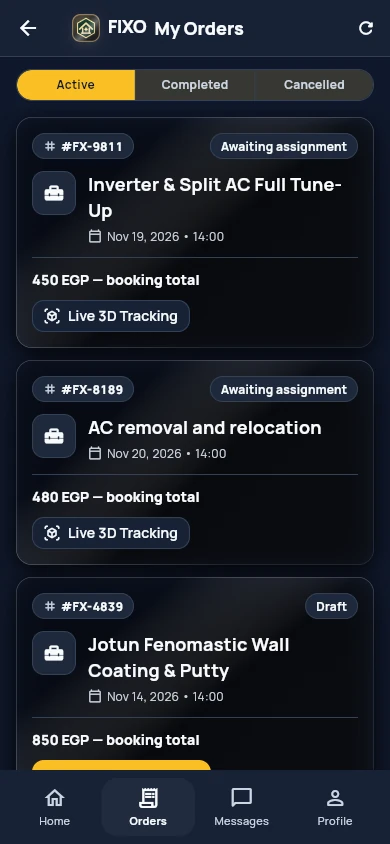 FIXO My Orders
Active Completed Cancelled
#FX-9811 Awaiting assignment
Inverter & Split AC Full Tune-
Up
Nov 19, 2026 • 14:00
450 EGP — booking total
Live 3D Tracking
#FX-8189 Awaiting assignment
AC removal and relocation
Nov 20, 2026 • 14:00
480 EGP — booking total
Live 3D Tracking
#FX-4839 Draft
Jotun Fenomastic Wall
Coating & Putty
Nov 14, 2026 • 14:00
850 EGP — booking total
Home Orders Messages Profile